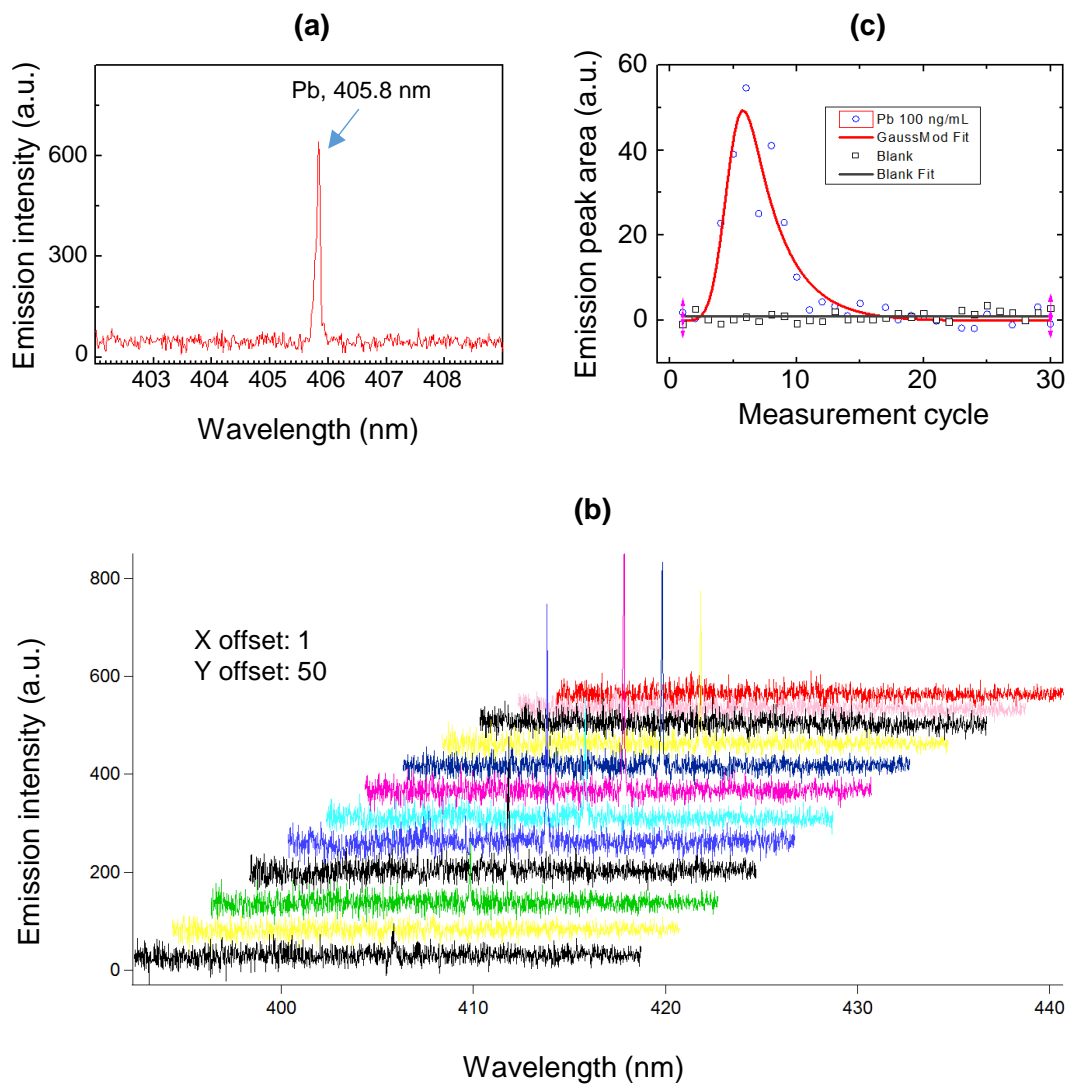 (a)
Emission intensity (a.u.)
600
300
0
Pb, 405.8 nm
403 404 405 406 407 408
Wavelength (nm)
(c)
Emission peak area (a.u.)
60
40
20
0
Pb 100 ng/mL
GaussMod Fit
Blank
Blank Fit
0 10 20 30
Measurement cycle
(b)
Emission intensity (a.u.)
800
600
400
200
0
X offset: 1
Y offset: 50
400 410 420 430 440
Wavelength (nm)